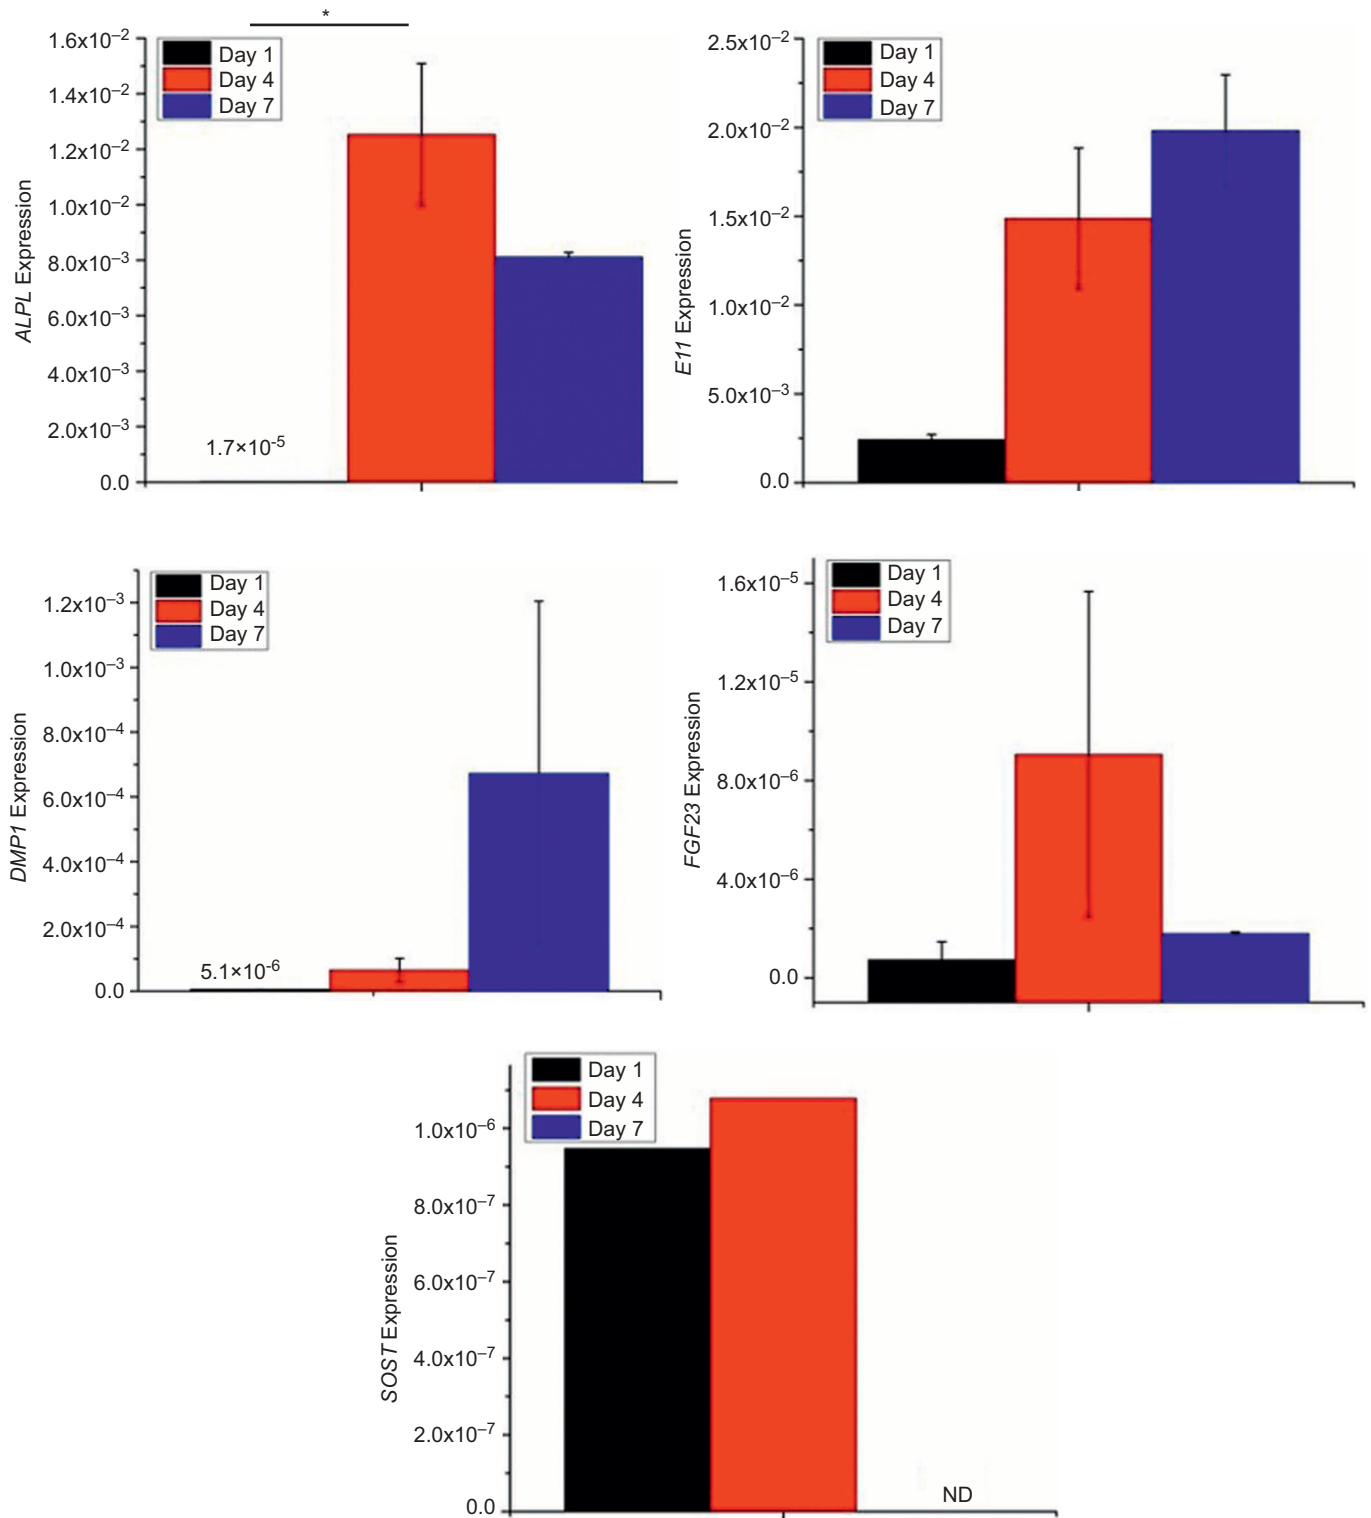 *
1.6x10⁻²
1.4x10⁻²
1.2x10⁻²
1.0x10⁻²
8.0x10⁻³
6.0x10⁻³
4.0x10⁻³
2.0x10⁻³
0.0
ALPL Expression
Day 1
Day 4
Day 7
1.7×10⁻⁵
2.5x10⁻²
2.0x10⁻²
1.5x10⁻²
1.0x10⁻²
5.0x10⁻³
0.0
E11 Expression
Day 1
Day 4
Day 7
1.2x10⁻³
1.0x10⁻³
8.0x10⁻⁴
6.0x10⁻⁴
4.0x10⁻⁴
2.0x10⁻⁴
0.0
DMP1 Expression
Day 1
Day 4
Day 7
5.1×10⁻⁶
1.6x10⁻⁵
1.2x10⁻⁵
8.0x10⁻⁶
4.0x10⁻⁶
0.0
FGF23 Expression
Day 1
Day 4
Day 7
1.0x10⁻⁶
8.0x10⁻⁷
6.0x10⁻⁷
4.0x10⁻⁷
2.0x10⁻⁷
0.0
SOST Expression
Day 1
Day 4
Day 7
ND